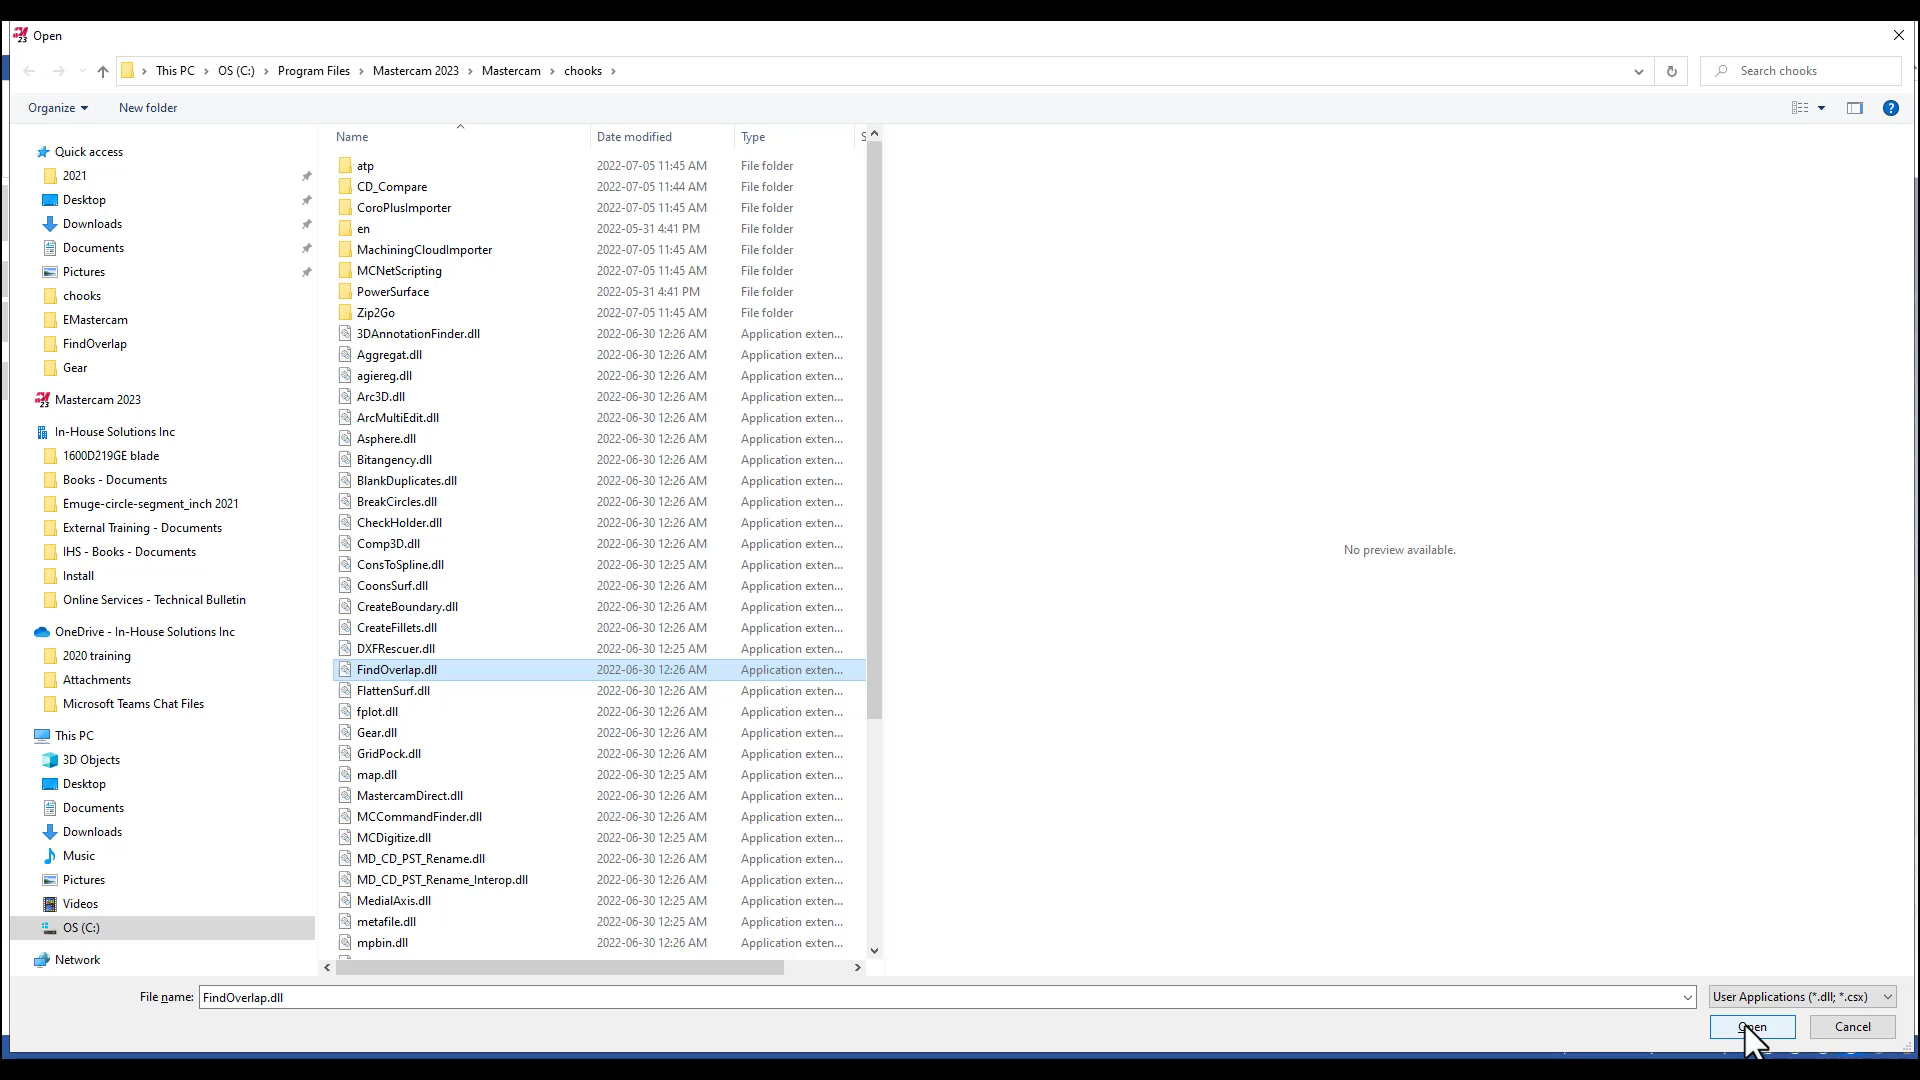 Open
This PC
OS (C:)
Program Files
Mastercam 2023
Mastercam
chooks
Search chooks
Organize
New folder
Quick access
2021
Desktop
Downloads
Documents
Pictures
chooks
EMastercam
FindOverlap
Gear
Mastercam 2023
In-House Solutions Inc
1600D219GE blade
Books - Documents
Emuge-circle-segment_inch 2021
External Training - Documents
IHS - Books - Documents
Install
Online Services - Technical Bulletin
OneDrive - In-House Solutions Inc
2020 training
Attachments
Microsoft Teams Chat Files
This PC
3D Objects
Desktop
Documents
Downloads
Music
Pictures
Videos
OS (C:)
Network
Name Date modified Type S
atp 2022-07-05 11:45 AM File folder
CD_Compare 2022-07-05 11:44 AM File folder
CoroPlusImporter 2022-07-05 11:45 AM File folder
en 2022-05-31 4:41 PM File folder
MachiningCloudImporter 2022-07-05 11:45 AM File folder
MCNetScripting 2022-07-05 11:45 AM File folder
PowerSurface 2022-05-31 4:41 PM File folder
Zip2Go 2022-07-05 11:45 AM File folder
3DAnnotationFinder.dll 2022-06-30 12:26 AM Application exten...
Aggregat.dll 2022-06-30 12:26 AM Application exten...
agiereg.dll 2022-06-30 12:26 AM Application exten...
Arc3D.dll 2022-06-30 12:26 AM Application exten...
ArcMultiEdit.dll 2022-06-30 12:26 AM Application exten...
Asphere.dll 2022-06-30 12:26 AM Application exten...
Bitangency.dll 2022-06-30 12:26 AM Application exten...
BlankDuplicates.dll 2022-06-30 12:26 AM Application exten...
BreakCircles.dll 2022-06-30 12:26 AM Application exten...
CheckHolder.dll 2022-06-30 12:26 AM Application exten...
Comp3D.dll 2022-06-30 12:26 AM Application exten...
ConsToSpline.dll 2022-06-30 12:25 AM Application exten...
CoonsSurf.dll 2022-06-30 12:26 AM Application exten...
CreateBoundary.dll 2022-06-30 12:26 AM Application exten...
CreateFillets.dll 2022-06-30 12:26 AM Application exten...
DXFRescuer.dll 2022-06-30 12:25 AM Application exten...
FindOverlap.dll 2022-06-30 12:26 AM Application exten...
FlattenSurf.dll 2022-06-30 12:26 AM Application exten...
fplot.dll 2022-06-30 12:26 AM Application exten...
Gear.dll 2022-06-30 12:26 AM Application exten...
GridPock.dll 2022-06-30 12:26 AM Application exten...
map.dll 2022-06-30 12:25 AM Application exten...
MastercamDirect.dll 2022-06-30 12:26 AM Application exten...
MCCommandFinder.dll 2022-06-30 12:26 AM Application exten...
MCDigitize.dll 2022-06-30 12:25 AM Application exten...
MD_CD_PST_Rename.dll 2022-06-30 12:26 AM Application exten...
MD_CD_PST_Rename_Interop.dll 2022-06-30 12:26 AM Application exten...
MedialAxis.dll 2022-06-30 12:25 AM Application exten...
metafile.dll 2022-06-30 12:25 AM Application exten...
mpbin.dll 2022-06-30 12:26 AM Application exten...
No preview available.
File name: FindOverlap.dll
User Applications (*.dll; *.csx)
Open
Cancel